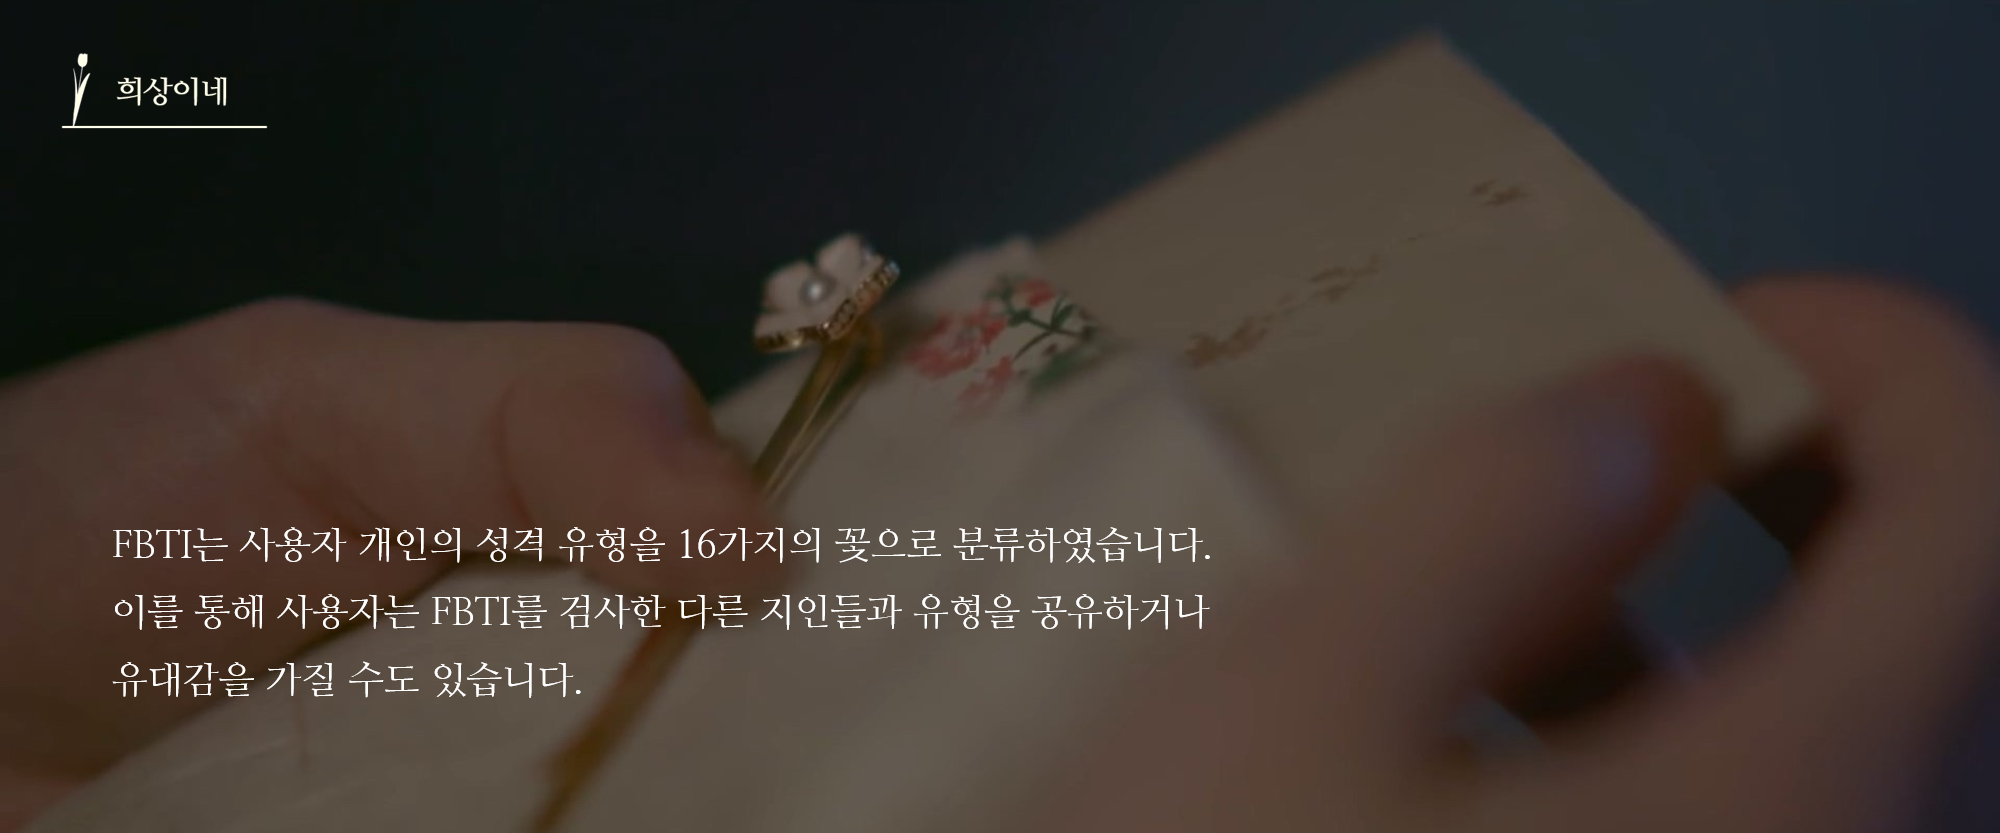 희상이네
FBTI는 사용자 개인의 성격 유형을 16가지의 꽃으로 분류하였습니다.
이를 통해 사용자는 FBTI를 검사한 다른 지인들과 유형을 공유하거나
유대감을 가질 수도 있습니다.